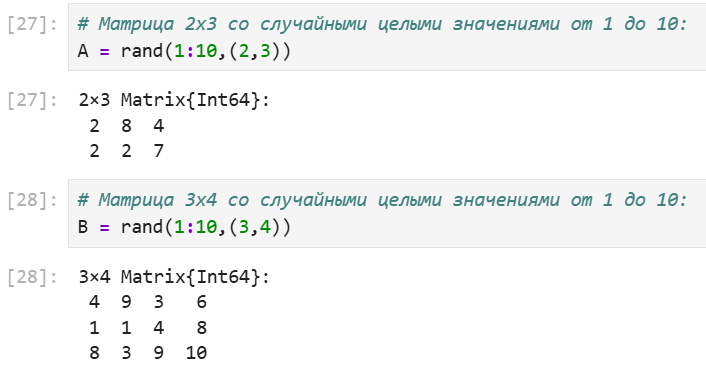 [27]: # Матрица 2x3 со случайными целыми значениями от 1 до 10:
A = rand(1:10,(2,3))
[27]: 2×3 Matrix{Int64}:
2 8 4
2 2 7
[28]: # Матрица 3x4 со случайными целыми значениями от 1 до 10:
B = rand(1:10,(3,4))
[28]: 3×4 Matrix{Int64}:
4 9 3 6
1 1 4 8
8 3 9 10